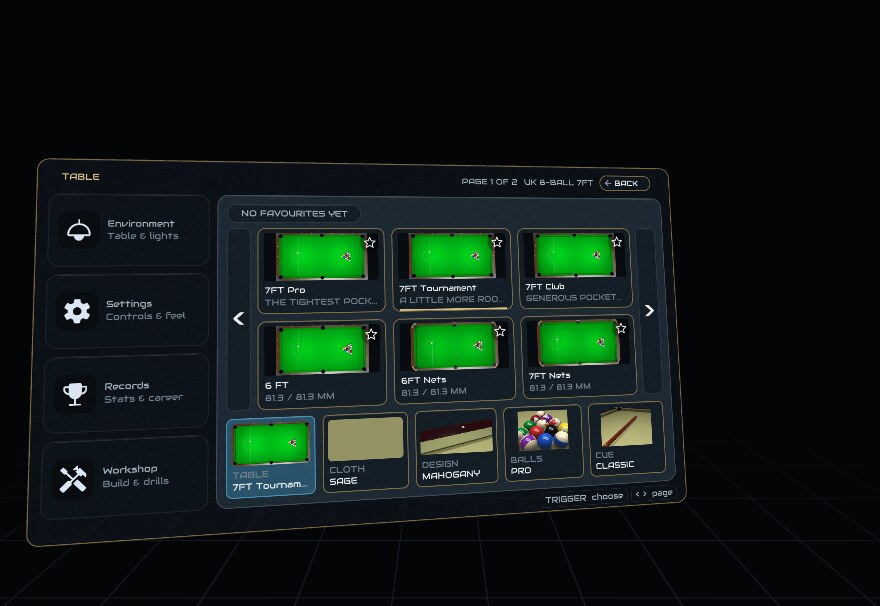 TABLE
PAGE 1 OF 2 UK 8-BALL 7FT
BACK
Environment
Table & lights
Settings
Controls & feel
Records
Stats & career
Workshop
Build & drills
NO FAVOURITES YET
7FT Pro
THE TIGHTEST POCK...
7FT Tournament
A LITTLE MORE ROO...
7FT Club
GENEROUS POCKET...
6 FT
81.3 / 81.3 MM
6FT Nets
81.3 / 81.3 MM
7FT Nets
81.3 / 81.3 MM
TABLE
7FT Tournam...
CLOTH
SAGE
DESIGN
MAHOGANY
BALLS
PRO
CUE
CLASSIC
TRIGGER choose
< > page